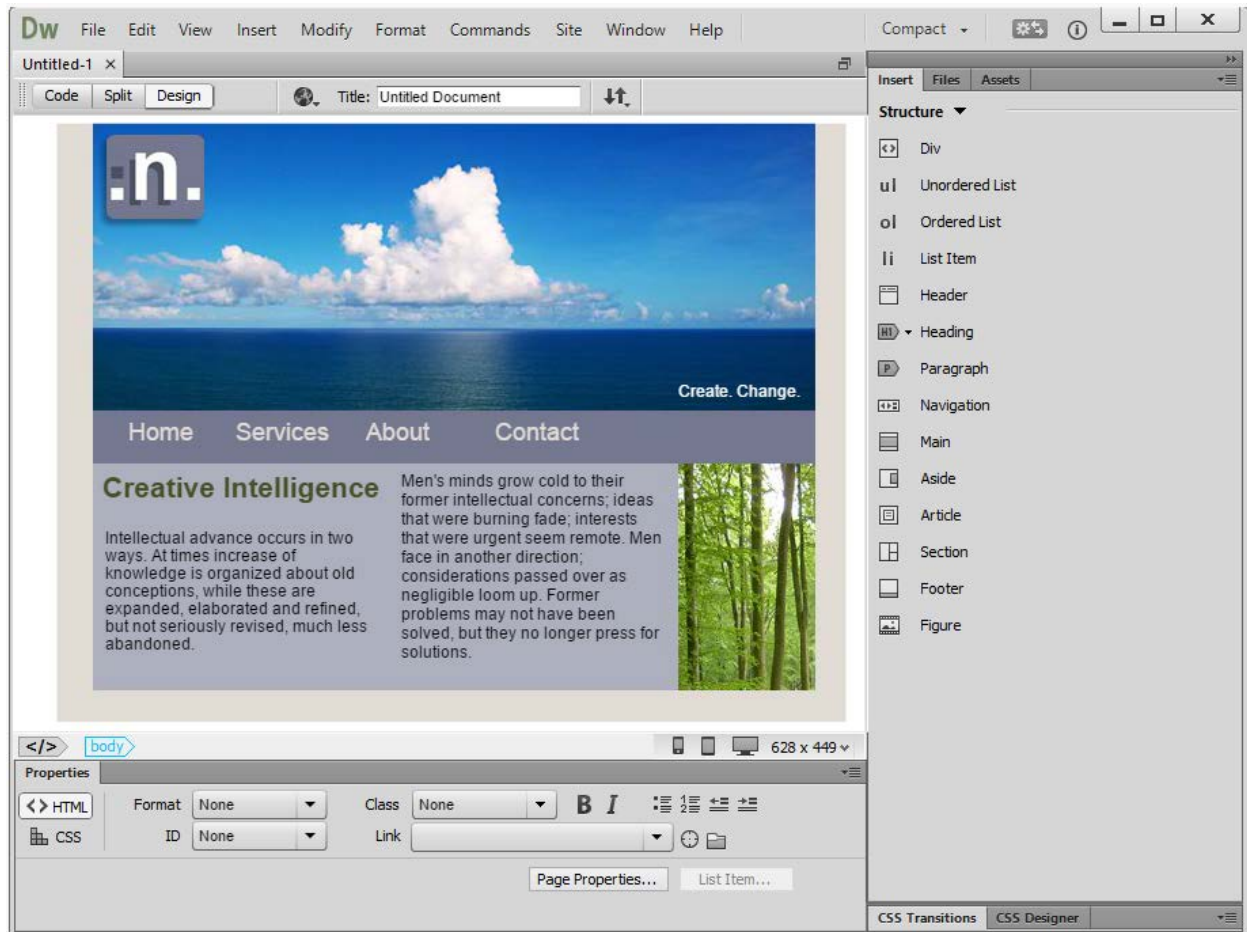 Dw File Edit View Insert Modify Format Commands Site Window Help Compact
Untitled-1 ×
Code Split Design Title: Untitled Document
:n.
Create. Change.
Home Services About Contact
Creative Intelligence
Intellectual advance occurs in two
ways. At times increase of
knowledge is organized about old
conceptions, while these are
expanded, elaborated and refined,
but not seriously revised, much less
abandoned.
Men's minds grow cold to their
former intellectual concerns; ideas
that were burning fade; interests
that were urgent seem remote. Men
face in another direction;
considerations passed over as
negligible loom up. Former
problems may not have been
solved, but they no longer press for
solutions.
</> body 628 x 449
Properties
<> HTML Format None Class None B I
CSS ID None Link
Page Properties... List Item...
Insert Files Assets
Structure
Div
ul Unordered List
ol Ordered List
li List Item
Header
H1 Heading
P Paragraph
Navigation
Main
Aside
Article
Section
Footer
Figure
CSS Transitions CSS Designer